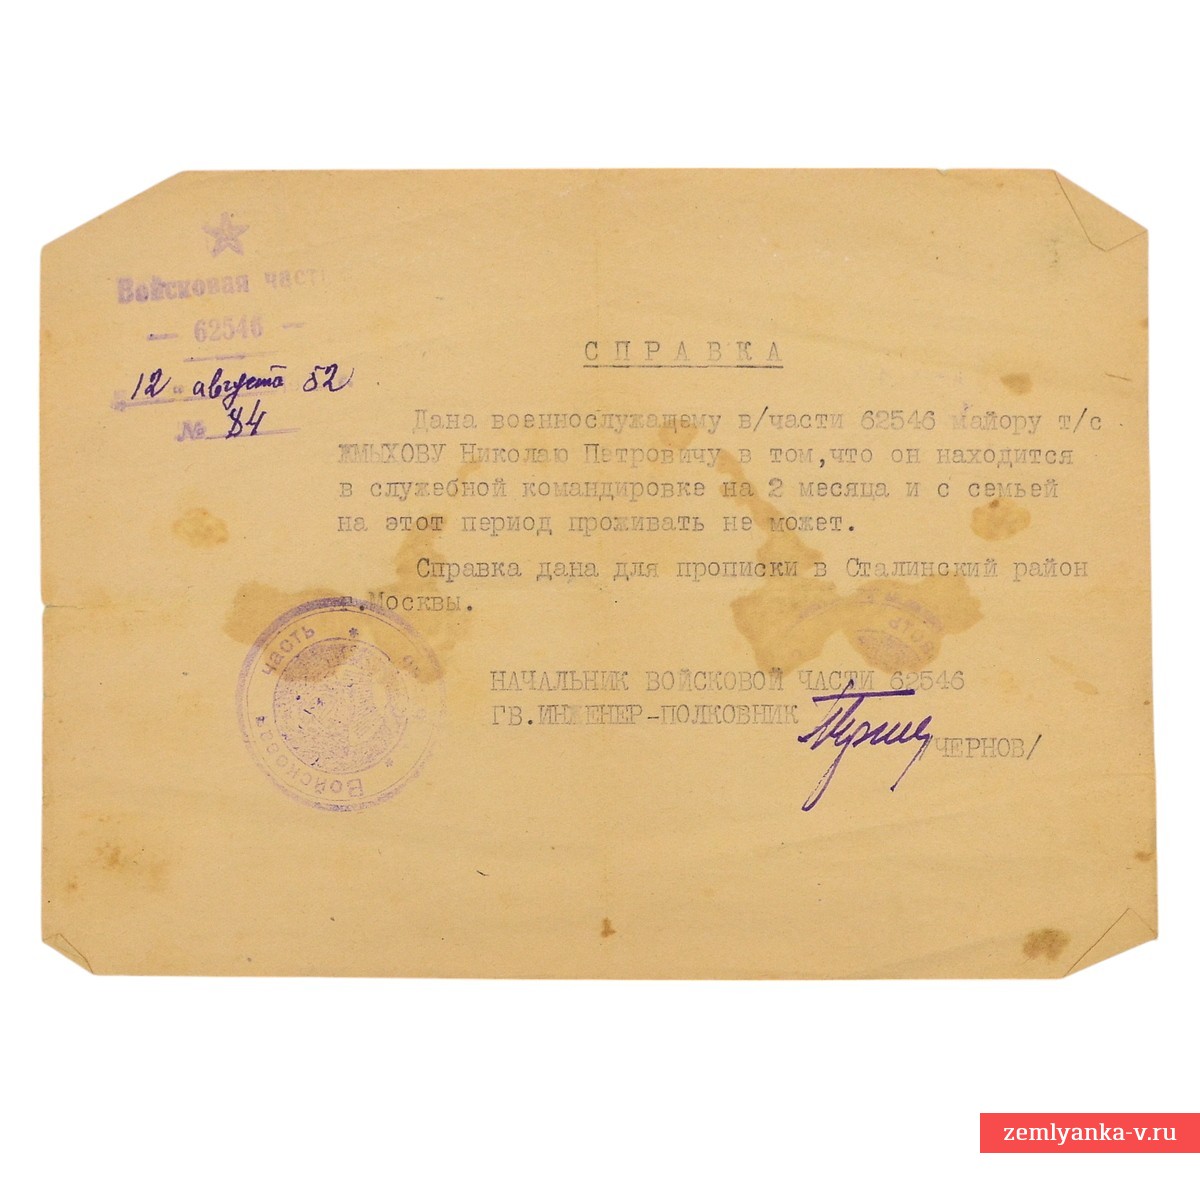 Войсковая часть
— 62546 —
"12" августа 52
№ 84
СПРАВКА
Дана военнослужащему в/части 62546 майору т/с
ЖМЫХОВУ Николаю Петровичу в том,что он находится
в служебной командировке на 2 месяца и с семьей
на этот период проживать не может.
Справка дана для прописки в Сталинский район
г.Москвы.
Войсковая часть
НАЧАЛЬНИК ВОЙСКОВОЙ ЧАСТИ 62546
ГВ.ИНЖЕНЕР-ПОЛКОВНИК
ЧЕРНОВ/
zemlyanka-v.ru